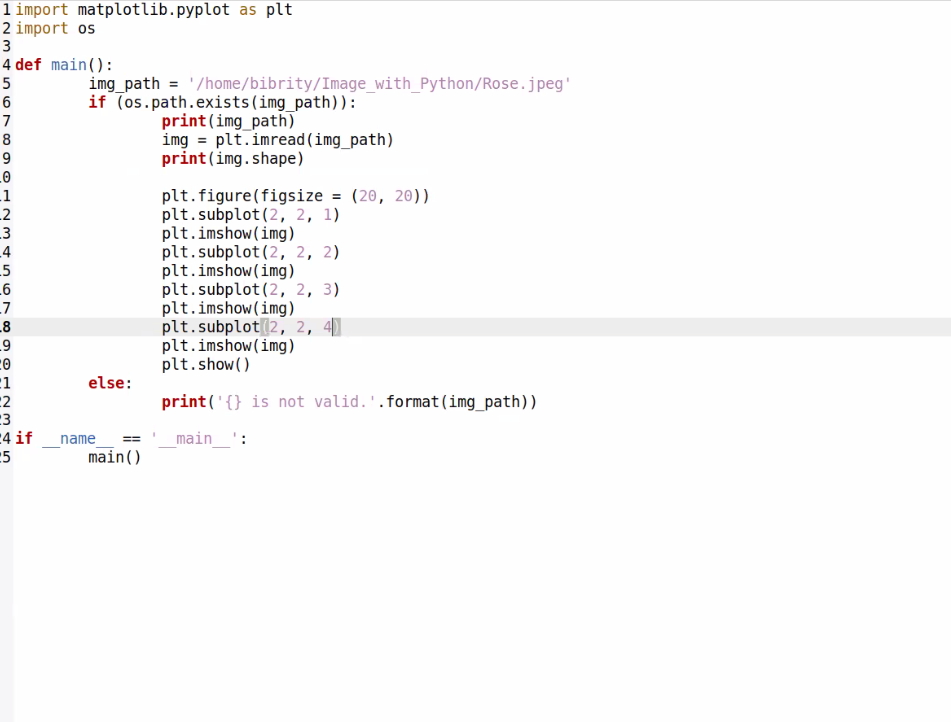 1 import matplotlib.pyplot as plt
2 import os
3
4 def main():
5         img_path = '/home/bibrity/Image_with_Python/Rose.jpeg'
6         if (os.path.exists(img_path)):
7                 print(img_path)
8                 img = plt.imread(img_path)
9                 print(img.shape)
10
11                 plt.figure(figsize = (20, 20))
12                 plt.subplot(2, 2, 1)
13                 plt.imshow(img)
14                 plt.subplot(2, 2, 2)
15                 plt.imshow(img)
16                 plt.subplot(2, 2, 3)
17                 plt.imshow(img)
18                 plt.subplot(2, 2, 4)
19                 plt.imshow(img)
20                 plt.show()
21         else:
22                 print('{} is not valid.'.format(img_path))
23
24 if __name__ == '__main__':
25         main()